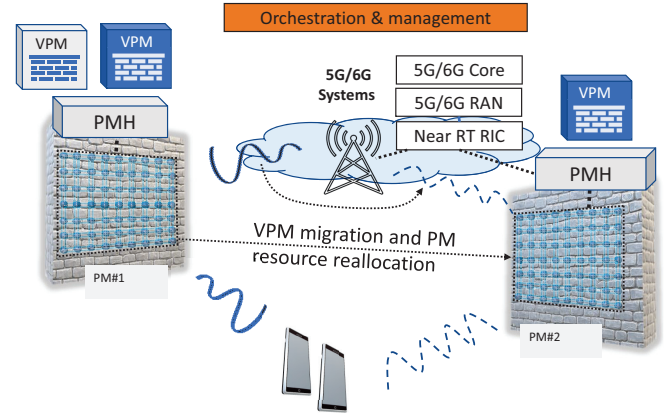 Orchestration & management
VPM
VPM
5G/6G
Systems
5G/6G Core
5G/6G RAN
Near RT RIC
VPM
PMH
PMH
VPM migration and PM
resource reallocation
PM#1
PM#2